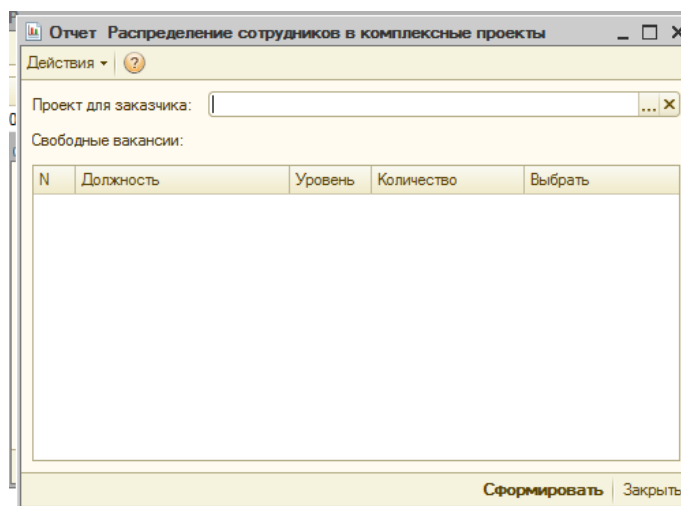 Отчет Распределение сотрудников в комплексные проекты
Действия
Проект для заказчика:
Свободные вакансии:
N Должность Уровень Количество Выбрать
Сформировать Закрыть